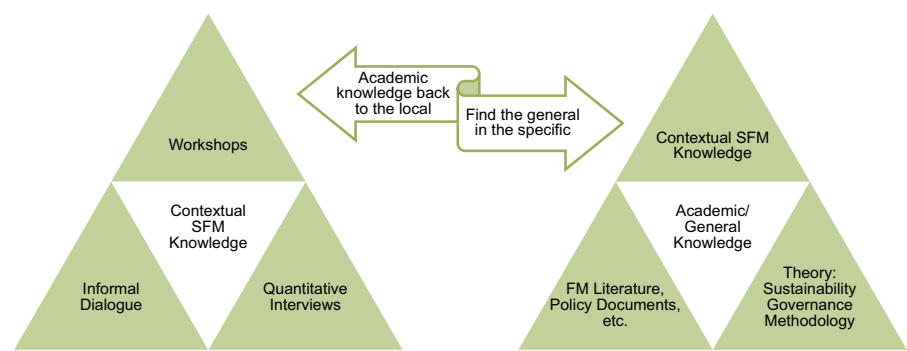 Workshops
Contextual
SFM
Knowledge
Informal
Dialogue
Quantitative
Interviews
Academic
knowledge back
to the local
Find the general
in the specific
Contextual SFM
Knowledge
Academic/
General
Knowledge
FM Literature,
Policy Documents,
etc.
Theory:
Sustainability
Governance
Methodology